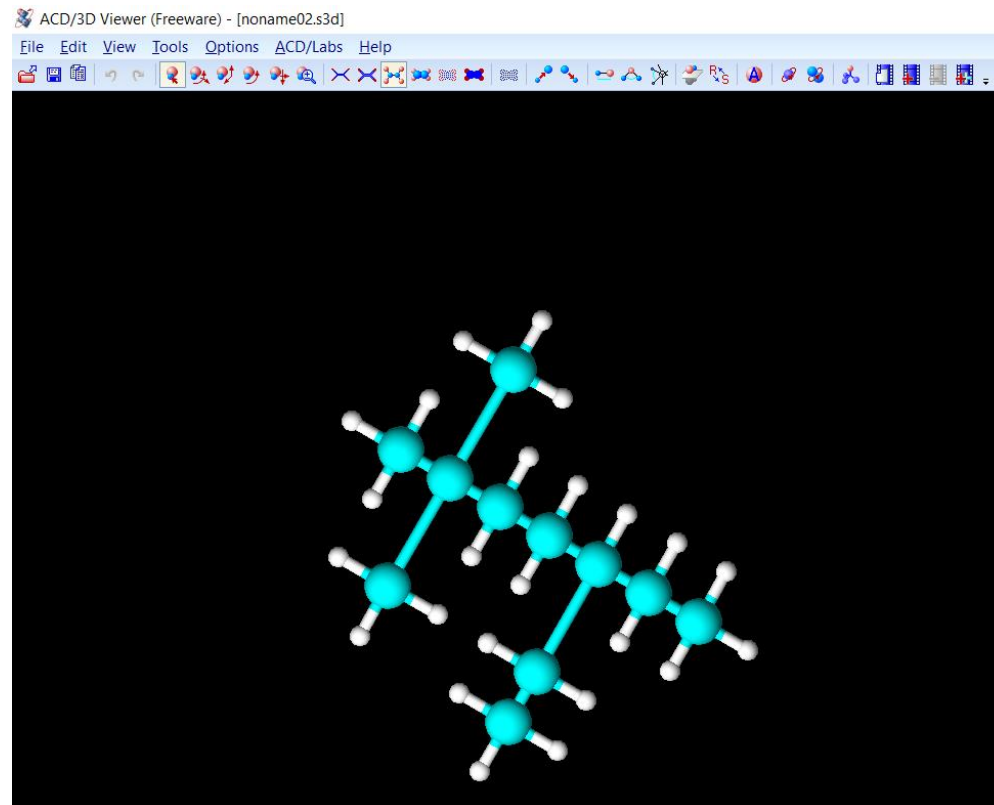 ACD/3D Viewer (Freeware) - [noname02.s3d]
File Edit View Tools Options ACD/Labs Help
R S
A